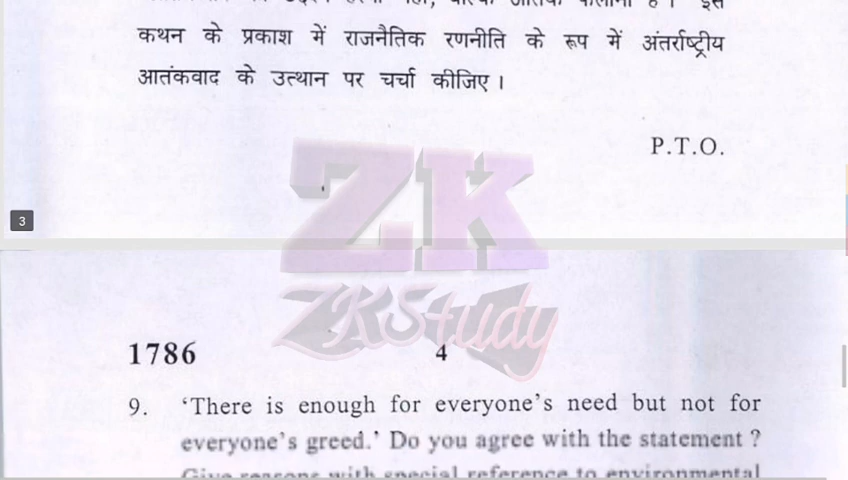 कथन के प्रकाश में राजनैतिक रणनीति के रूप में अंतर्राष्ट्रीय
आतंकवाद के उत्थान पर चर्चा कीजिए ।
P.T.O.
ZK
3
ZKStudy
1786
4
9. ‘There is enough for everyone’s need but not for
everyone’s greed.’ Do you agree with the statement ?
Give reasons with special reference to environmental